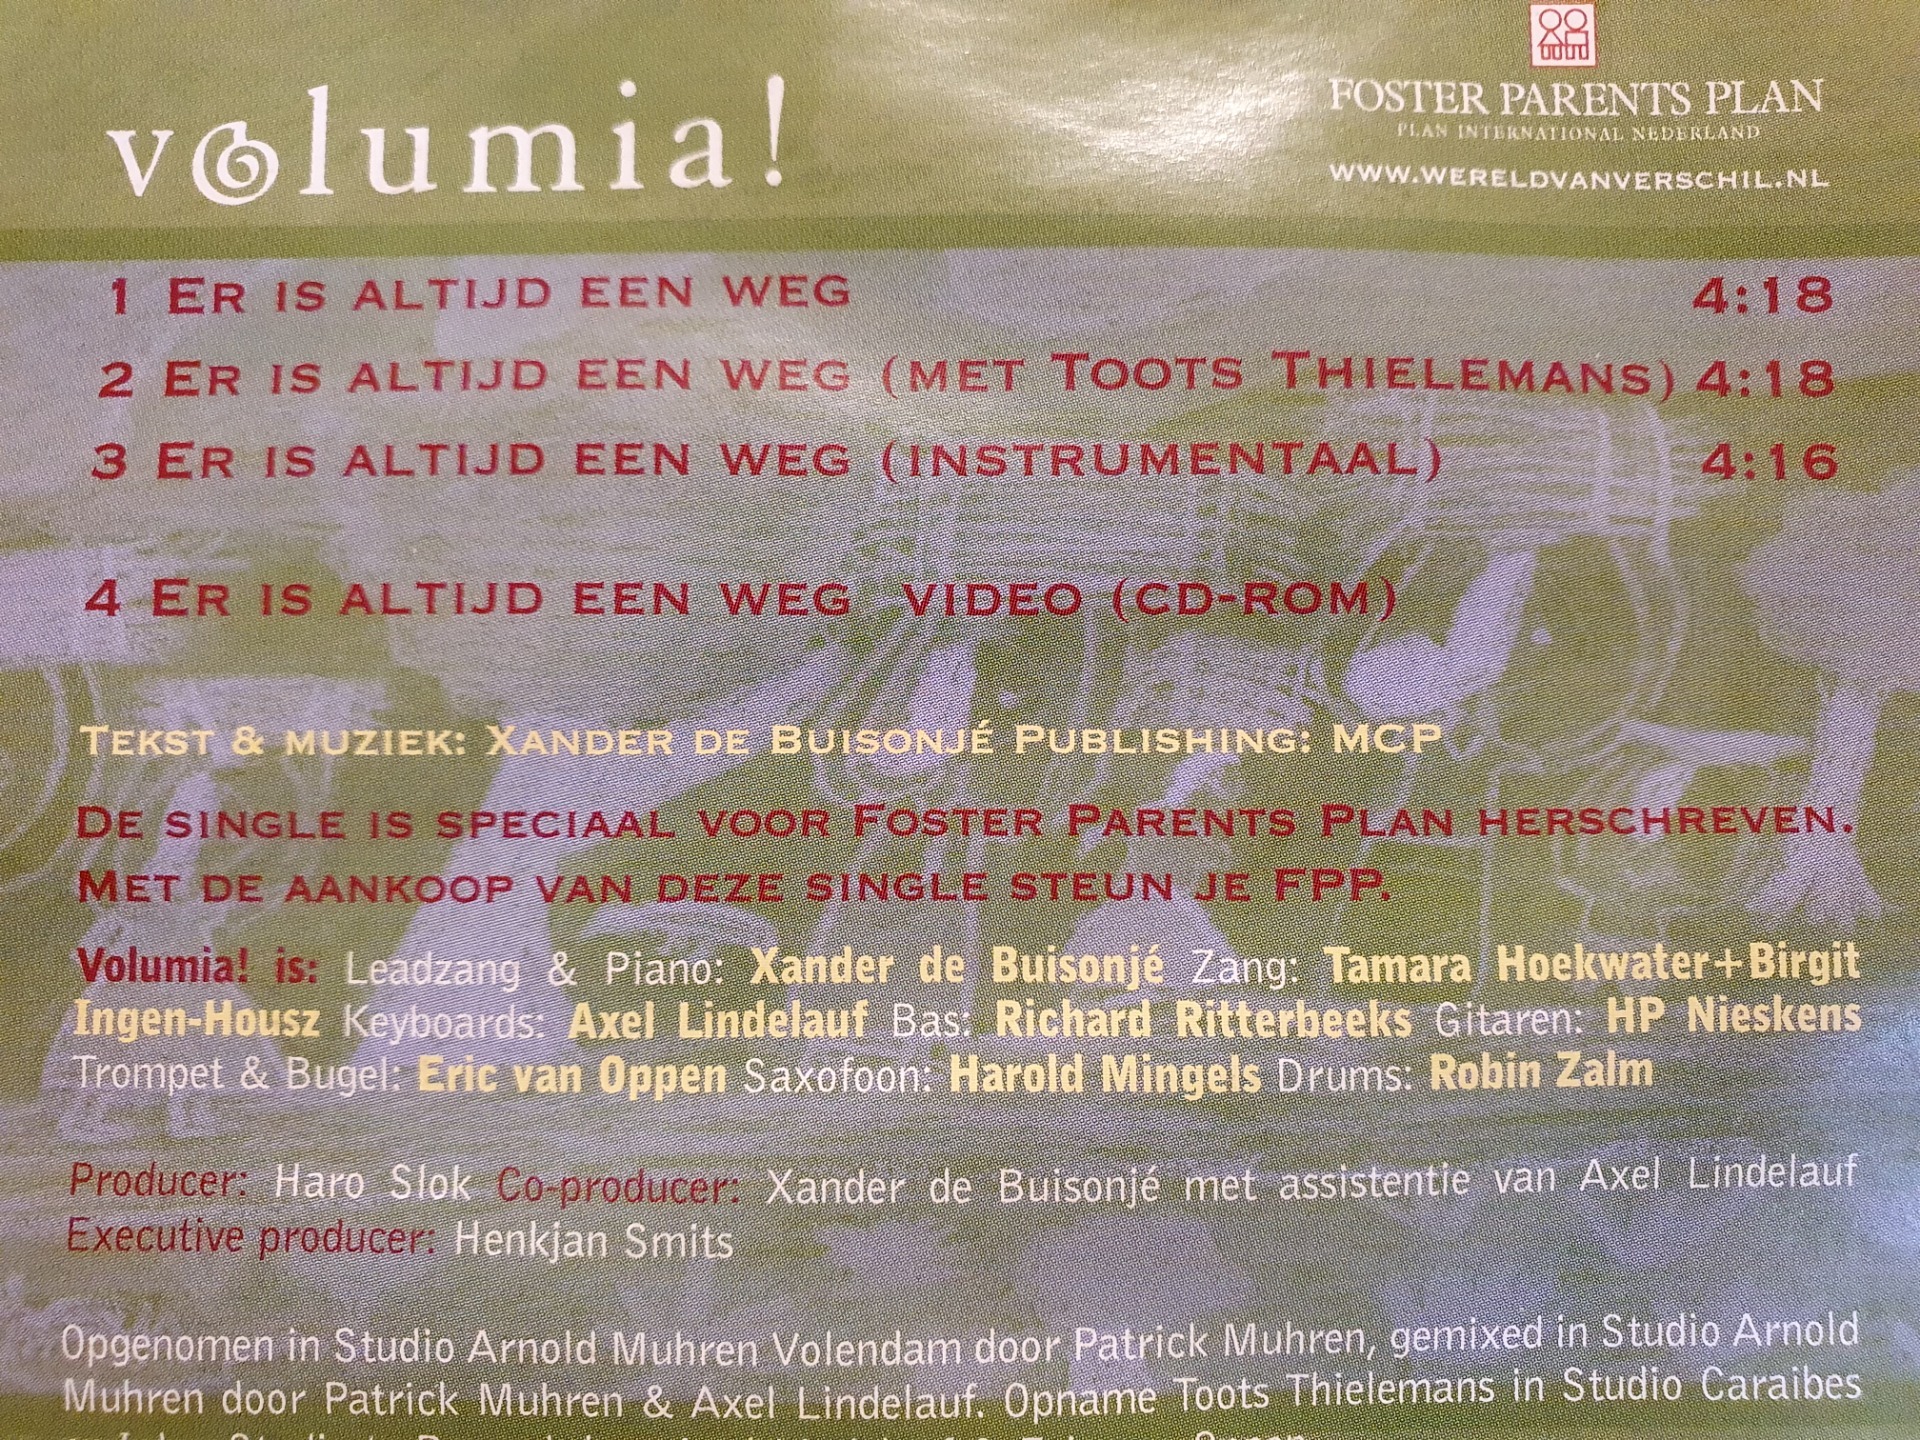 volumia!
FOSTER PARENTS PLAN
PLAN INTERNATIONAL NEDERLAND
WWW.WERELDVANVERSCHIL.NL
1 ER IS ALTIJD EEN WEG 4:18
2 ER IS ALTIJD EEN WEG (MET TOOTS THIELEMANS) 4:18
3 ER IS ALTIJD EEN WEG (INSTRUMENTAAL) 4:16
4 ER IS ALTIJD EEN WEG VIDEO (CD-ROM)
TEKST & MUZIEK: XANDER DE BUISONJÉ PUBLISHING: MCP
DE SINGLE IS SPECIAAL VOOR FOSTER PARENTS PLAN HERSCHREVEN.
MET DE AANKOOP VAN DEZE SINGLE STEUN JE FPP.
Volumia! is: Leadzang & Piano: Xander de Buisonjé Zang: Tamara Hoekwater+Birgit
Ingen-Housz Keyboards: Axel Lindelauf Bas: Richard Ritterbeeks Gitaren: HP Nieskens
Trompet & Bugel: Eric van Oppen Saxofoon: Harold Mingels Drums: Robin Zalm
Producer: Haro Slok Co-producer: Xander de Buisonjé met assistentie van Axel Lindelauf
Executive producer: Henkjan Smits
Opgenomen in Studio Arnold Muhren Volendam door Patrick Muhren, gemixed in Studio Arnold
Muhren door Patrick Muhren & Axel Lindelauf. Opname Toots Thielemans in Studio Caraibes